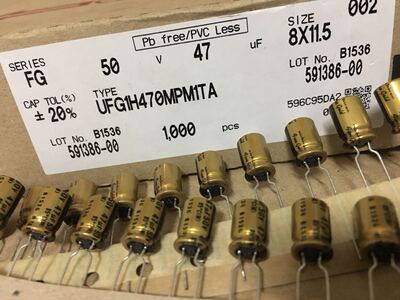 Pb free/PVC Less
SERIES FG 50 V 47 uF
SIZE 002
8X11.5
CAP TOL(%) ± 20%
TYPE
UFG1H470MPM1TA
LOT No. B1536
591386-00
596C95DA2
LOT No. B1536
591386-00
1,000 pcs